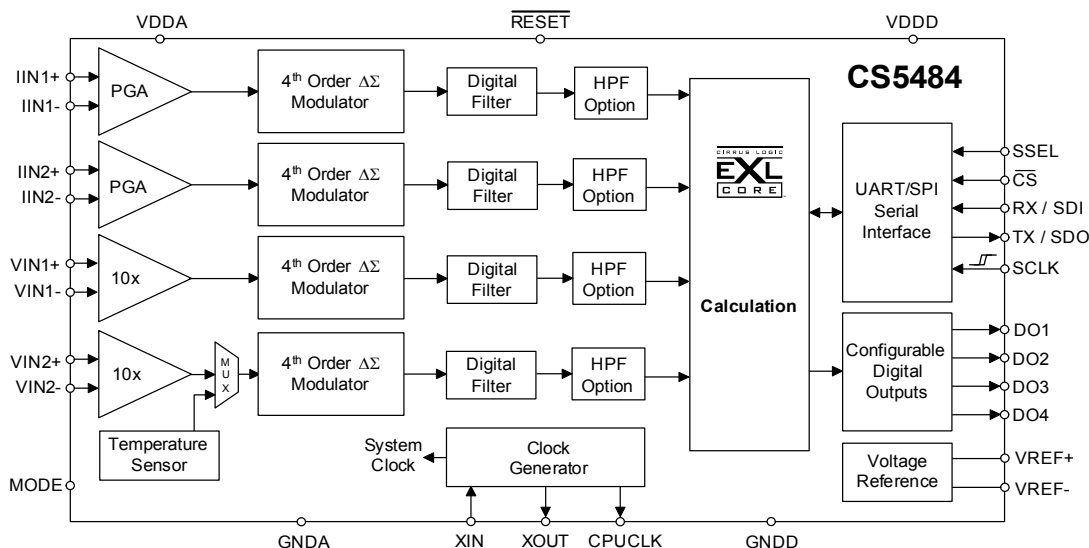 VDDA
RESET
VDDD
CS5484
IIN1+
IIN1-
PGA
4th Order ΔΣ
Modulator
Digital
Filter
HPF
Option
IIN2+
IIN2-
PGA
4th Order ΔΣ
Modulator
Digital
Filter
HPF
Option
VIN1+
VIN1-
10x
4th Order ΔΣ
Modulator
Digital
Filter
HPF
Option
VIN2+
VIN2-
10x
MUX
4th Order ΔΣ
Modulator
Digital
Filter
HPF
Option
Temperature
Sensor
CIRRUS LOGIC
EXL
CORE
Calculation
UART/SPI
Serial
Interface
SSEL
CS
RX / SDI
TX / SDO
SCLK
Configurable
Digital
Outputs
DO1
DO2
DO3
DO4
Voltage
Reference
VREF+
VREF-
System
Clock
Clock
Generator
MODE
GNDA
XIN
XOUT
CPUCLK
GNDD